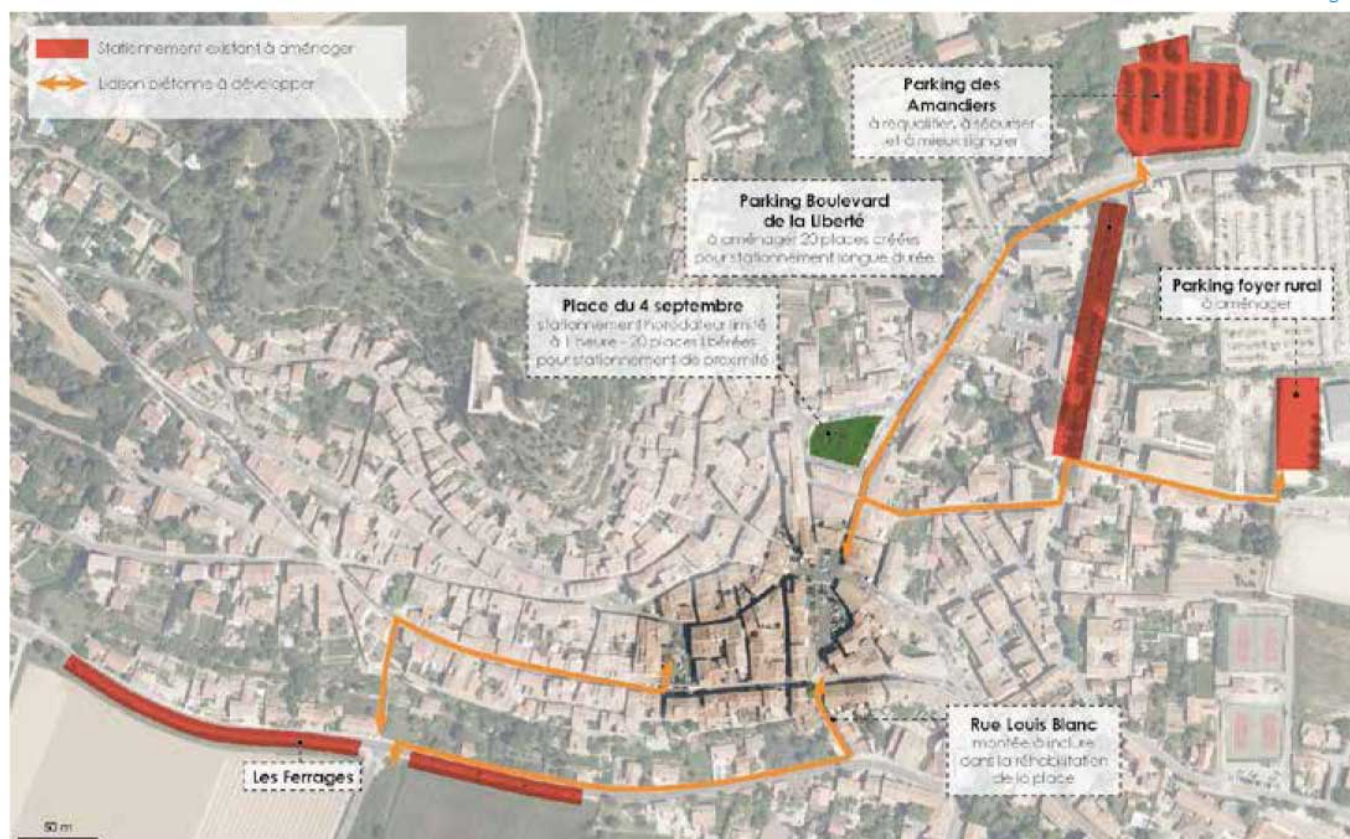 Stationnement existant à aménager
Liaison piétonne à développer
Parking des
Amandiers
à requalifier, à sécuriser
et à mieux signaler
Parking Boulevard
de la Liberté
à aménager 20 places créées
pour stationnement longue durée
Parking foyer rural
à aménager
Place du 4 septembre
stationnement horodateur limité
à 1 heure - 20 places libérées
pour stationnement de proximité
Rue Louis Blanc
montée à inclure
dans la réhabilitation
de la place
Les Ferrages
50 m